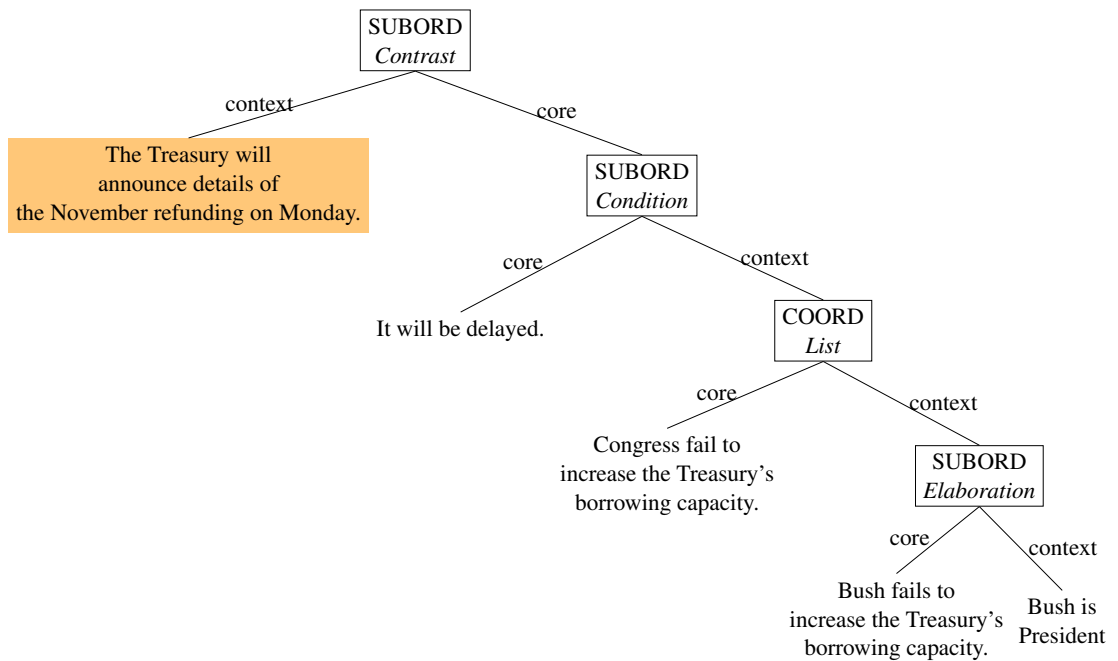 SUBORD
Contrast
context
core
The Treasury will
announce details of
the November refunding on Monday.
SUBORD
Condition
core
context
It will be delayed.
COORD
List
core
context
Congress fail to
increase the Treasury's
borrowing capacity.
SUBORD
Elaboration
core
context
Bush fails to
increase the Treasury's
borrowing capacity.
Bush is
President